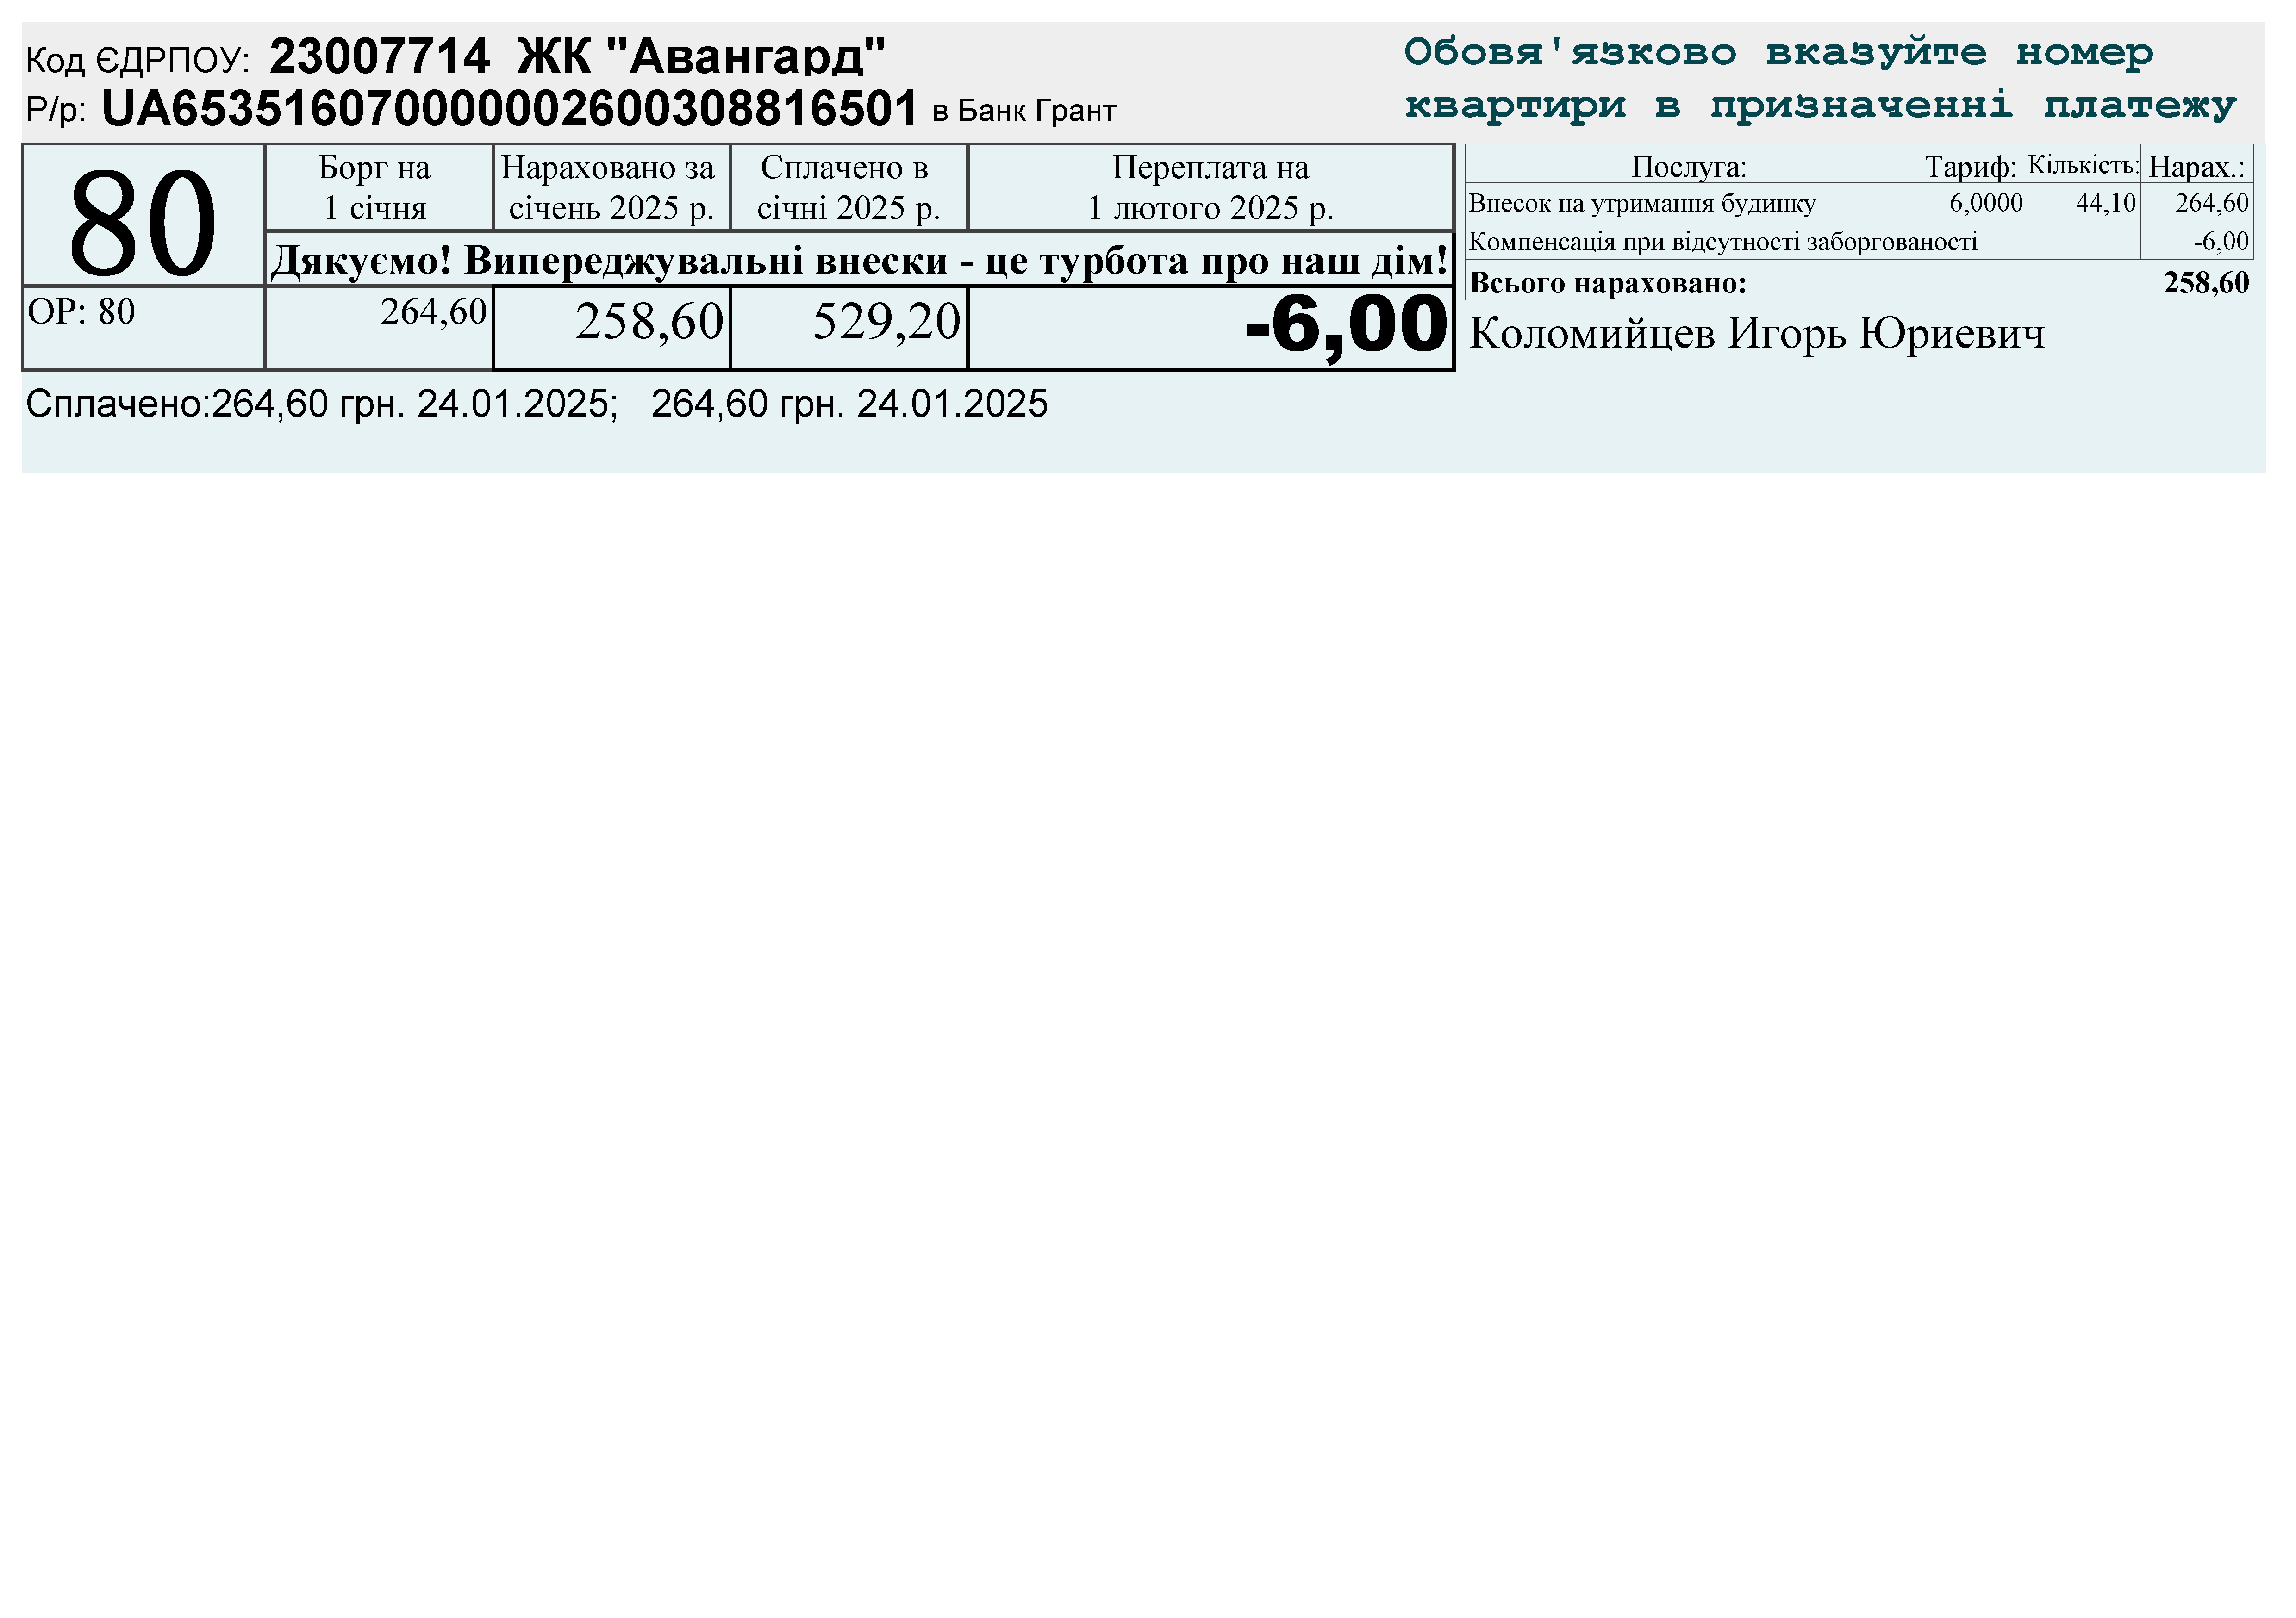 Код ЄДРПОУ: 23007714 ЖК "Авангард"
Р/р: UA653516070000002600308816501 в Банк Грант
Обовя'язково вказуйте номер
квартири в призначенні платежу
80
Борг на
1 січня
Нараховано за
січень 2025 р.
Сплачено в
січні 2025 р.
Переплата на
1 лютого 2025 р.
Дякуємо! Випереджувальні внески - це турбота про наш дім!
ОР: 80 264,60 258,60 529,20 -6,00
Послуга: Тариф: Кількість: Нарах.:
Внесок на утримання будинку 6,0000 44,10 264,60
Компенсація при відсутності заборгованості -6,00
Всього нараховано: 258,60
Коломийцев Игорь Юриевич
Сплачено:264,60 грн. 24.01.2025; 264,60 грн. 24.01.2025